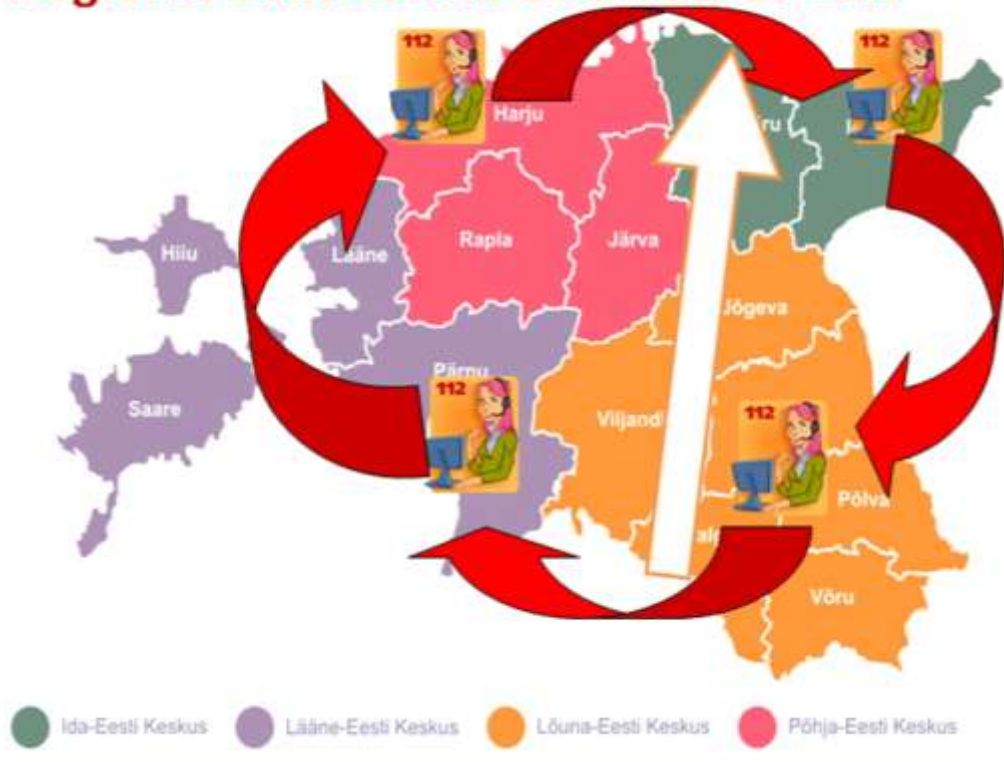 112
112
Harju
Hiiu
Lääne
Rapla
Järva
Jõgeva
Pärnu
112
Saare
Viljandi
112
Põlva
Võru
Ida-Eesti Keskus
Lääne-Eesti Keskus
Lõuna-Eesti Keskus
Põhja-Eesti Keskus